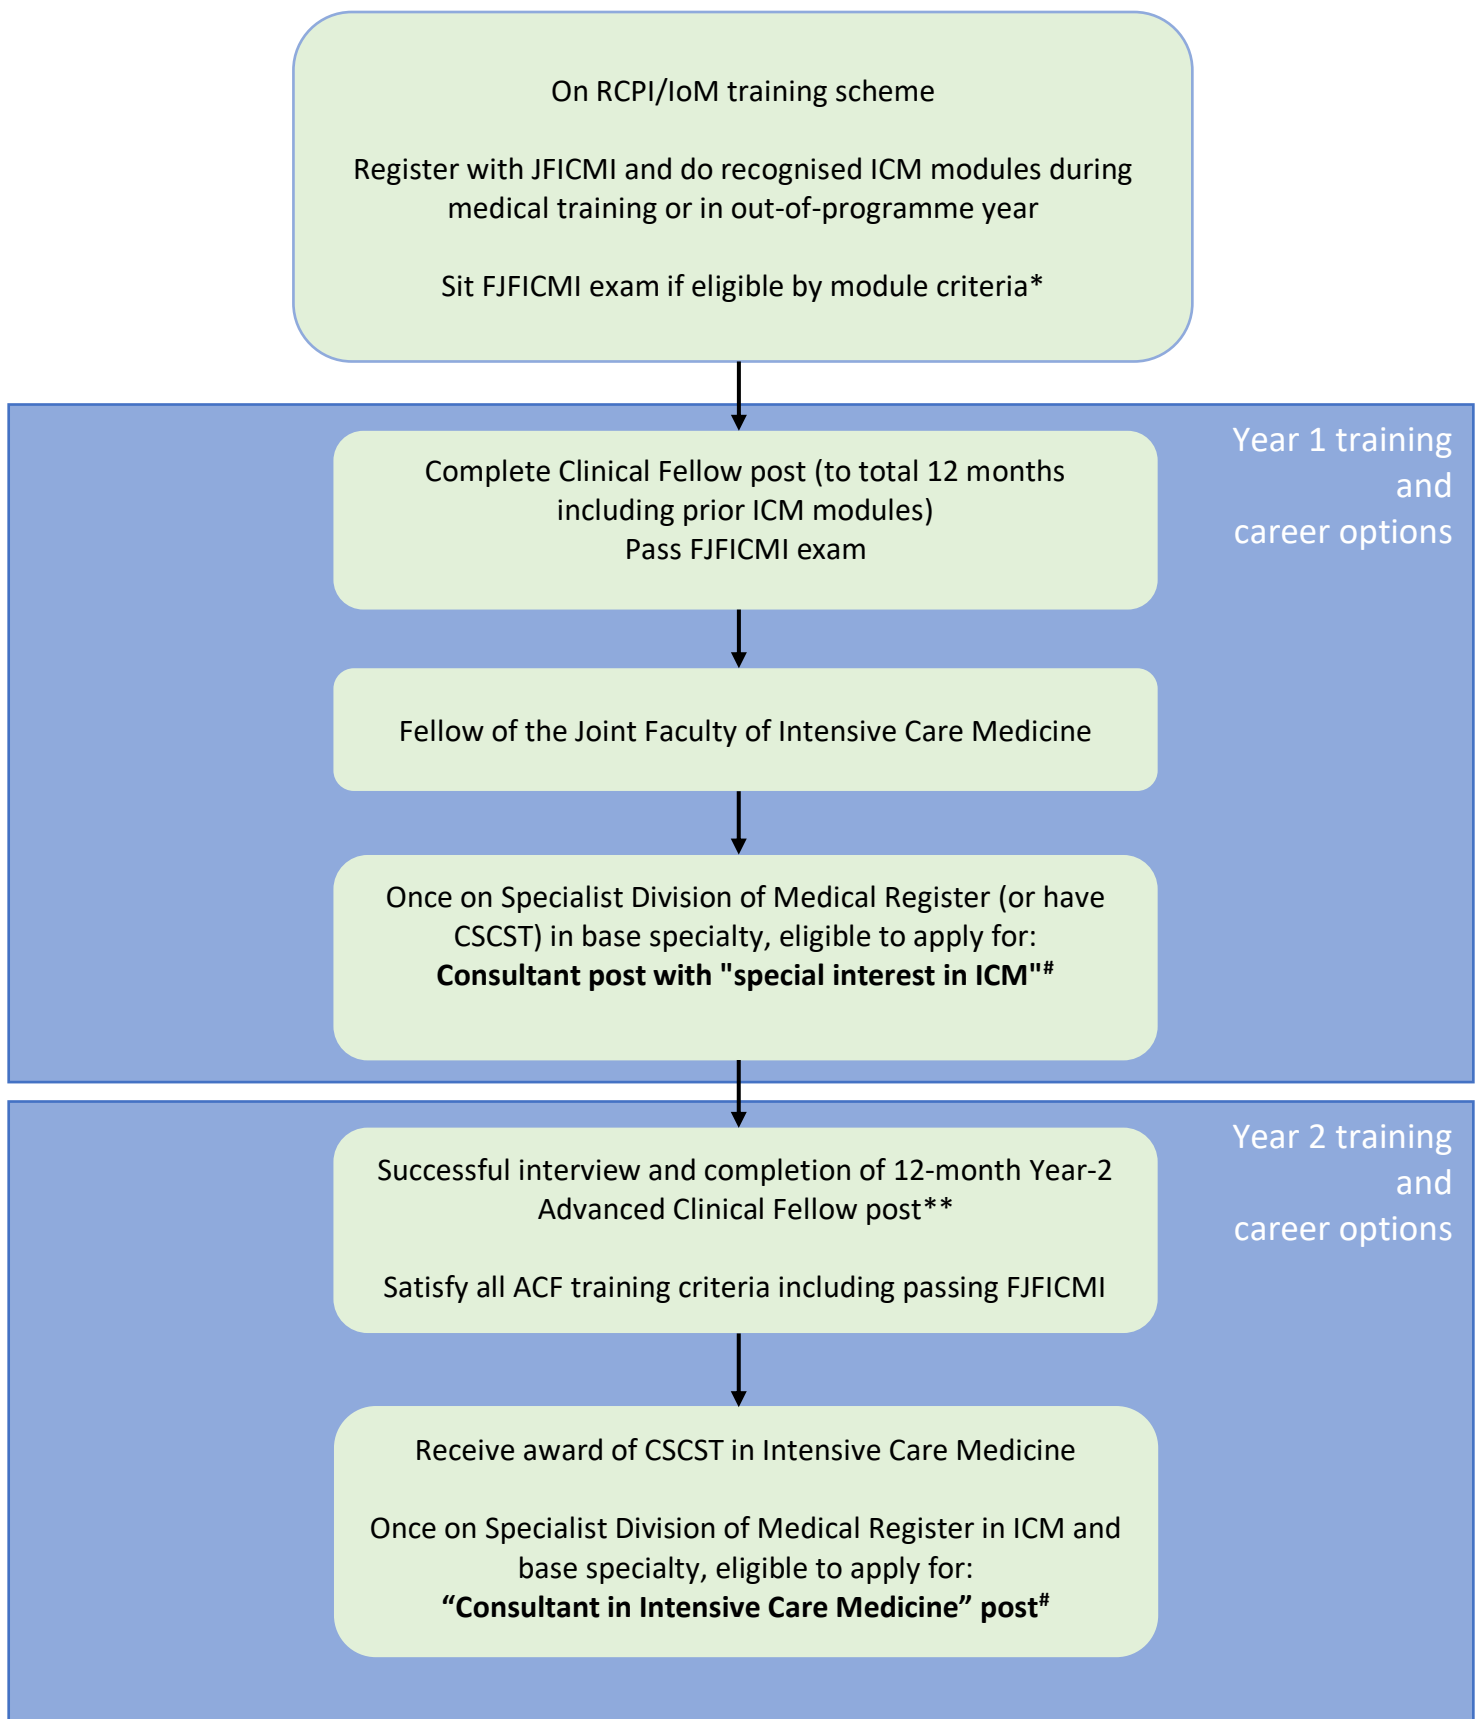 On RCPI/IoM training scheme
Register with JFICMI and do recognised ICM modules during
medical training or in out-of-programme year
Sit FJFICMI exam if eligible by module criteria*
Year 1 training
and
career options
Complete Clinical Fellow post (to total 12 months
including prior ICM modules)
Pass FJFICMI exam
Fellow of the Joint Faculty of Intensive Care Medicine
Once on Specialist Division of Medical Register (or have
CSCST) in base specialty, eligible to apply for:
Consultant post with "special interest in ICM"#
Year 2 training
and
career options
Successful interview and completion of 12-month Year-2
Advanced Clinical Fellow post**
Satisfy all ACF training criteria including passing FJFICMI
Receive award of CSCST in Intensive Care Medicine
Once on Specialist Division of Medical Register in ICM and
base specialty, eligible to apply for:
“Consultant in Intensive Care Medicine” post#